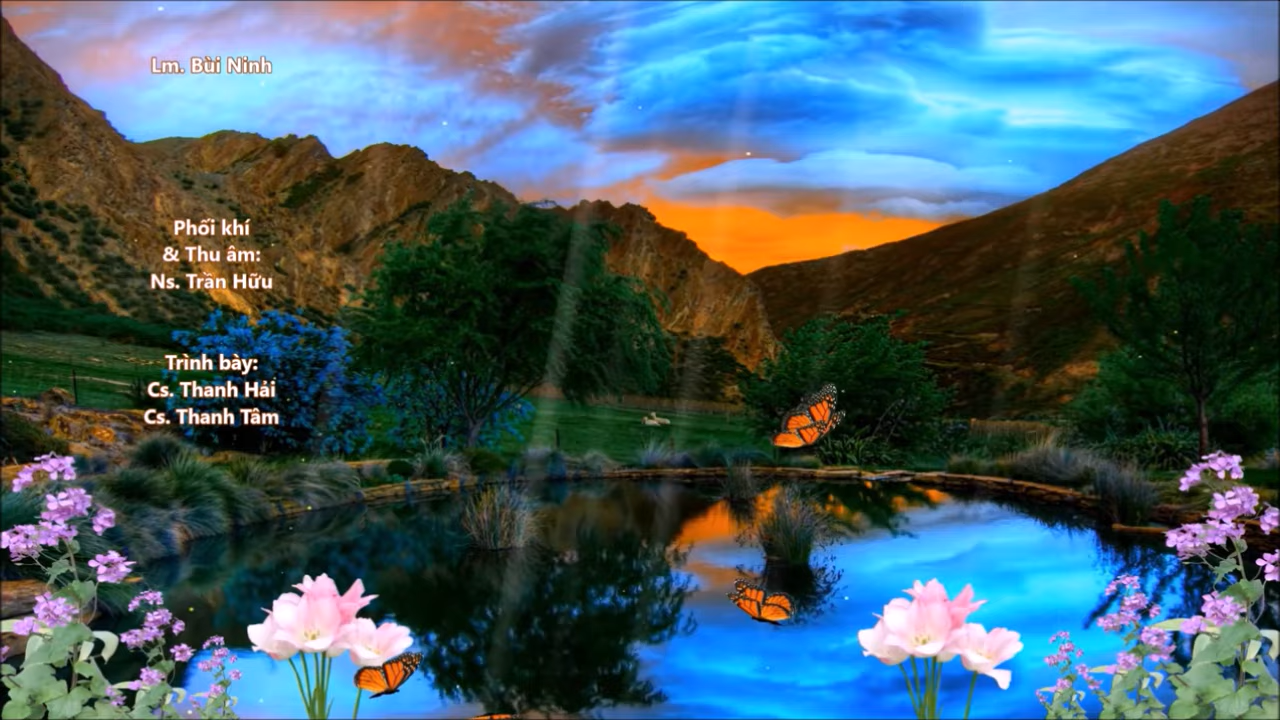 Lm. Bùi Ninh
Phối khí
& Thu âm:
Ns. Trần Hữu
Trình bày:
Cs. Thanh Hải
Cs. Thanh Tâm